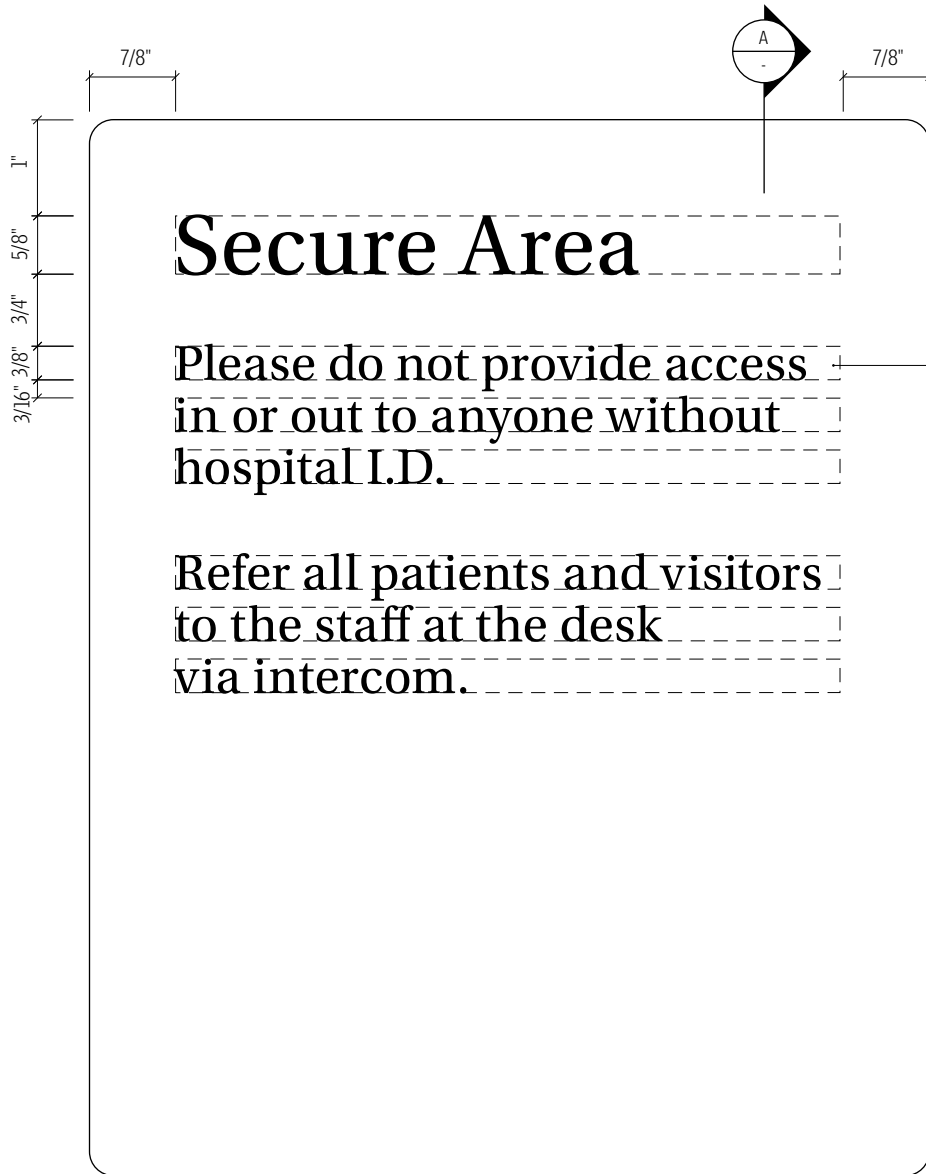 7/8"
A
-
7/8"
1"
5/8"
3/4"
3/8"
3/16"
Secure Area
Please do not provide access
in or out to anyone without
hospital I.D.
Refer all patients and visitors
to the staff at the desk
via intercom.